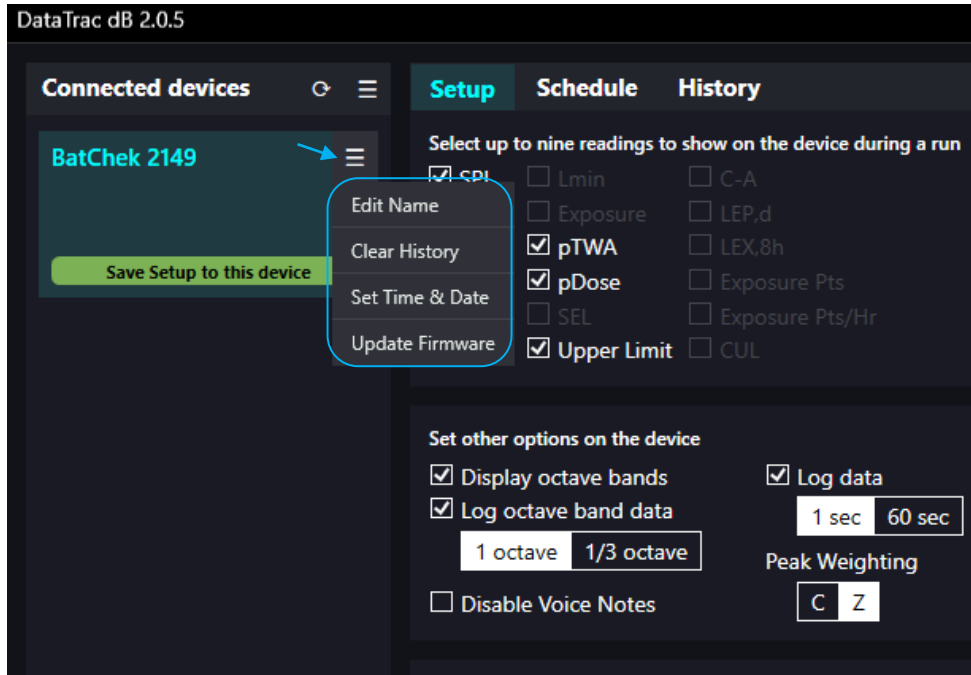 DataTrac dB 2.0.5
Connected devices
Setup Schedule History
BatChek 2149
Select up to nine readings to show on the device during a run
SPL Lmin C-A
Exposure LEP,d
pTWA LEX,8h
pDose Exposure Pts
SEL Exposure Pts/Hr
Upper Limit CUL
Edit Name
Clear History
Set Time & Date
Update Firmware
Save Setup to this device
Set other options on the device
Display octave bands
Log octave band data
1 octave 1/3 octave
Disable Voice Notes
Log data
1 sec 60 sec
Peak Weighting
C Z